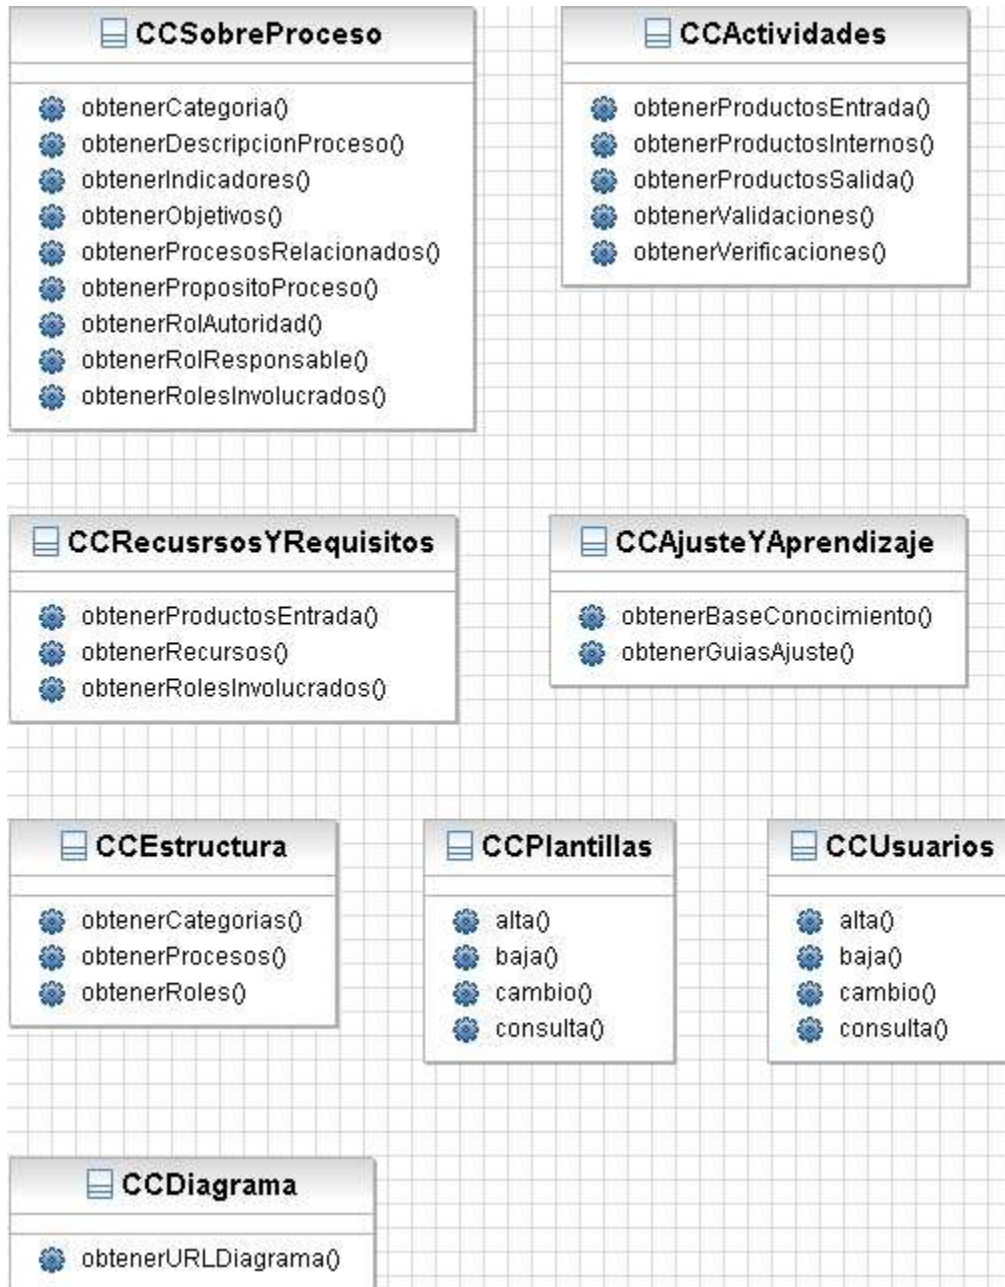 CCSobreProceso
obtenerCategoria()
obtenerDescripcionProceso()
obtenerIndicadores()
obtenerObjetivos()
obtenerProcesosRelacionados()
obtenerPropositoProceso()
obtenerRolAutoridad()
obtenerRolResponsable()
obtenerRolesInvolucrados()
CCActividades
obtenerProductosEntrada()
obtenerProductosInternos()
obtenerProductosSalida()
obtenerValidaciones()
obtenerVerificaciones()
CCRecusrsosYRequisitos
obtenerProductosEntrada()
obtenerRecursos()
obtenerRolesInvolucrados()
CCAjusteYAprendizaje
obtenerBaseConocimiento()
obtenerGuiasAjuste()
CCEstructura
obtenerCategorias()
obtenerProcesos()
obtenerRoles()
CCPlantillas
alta()
baja()
cambio()
consulta()
CCUsuarios
alta()
baja()
cambio()
consulta()
CCDiagrama
obtenerURLDiagrama()